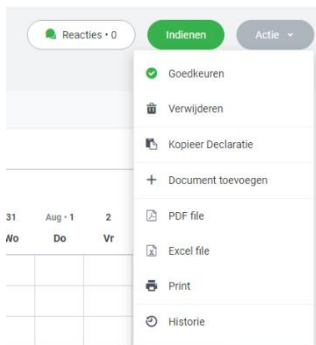 Reacties • 0
Indienen
Actie
Goedkeuren
Verwijderen
Kopieer Declaratie
Document toevoegen
PDF file
Excel file
Print
Historie
31 Aug • 1 2
Wo Do Vr